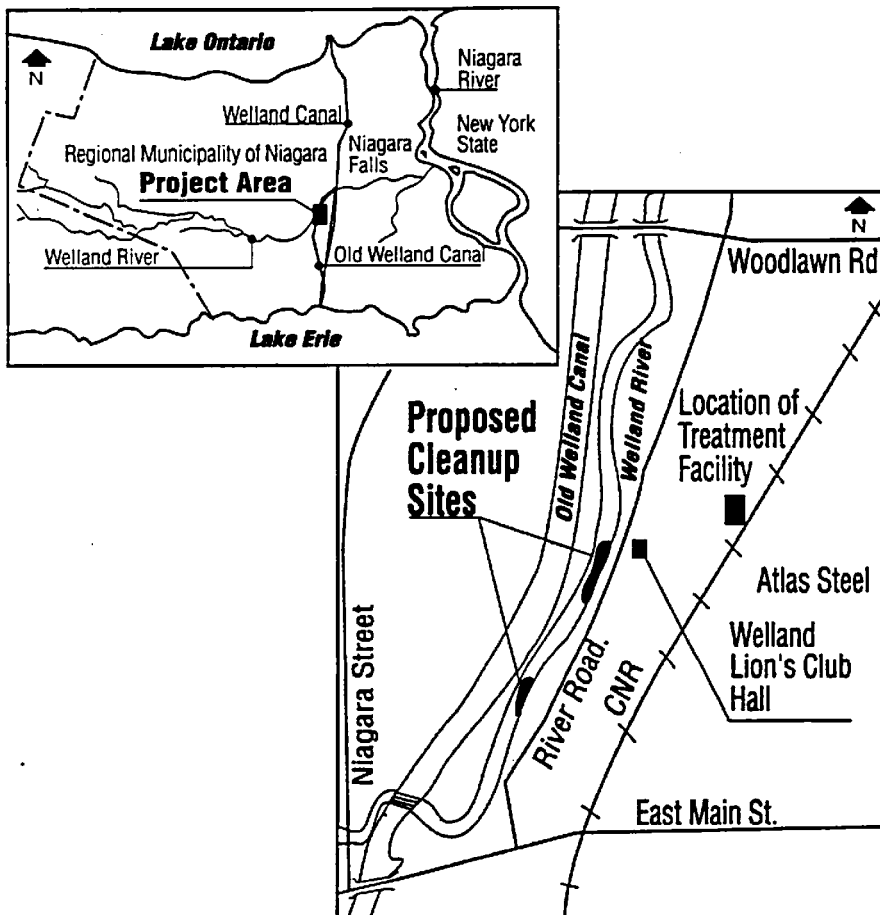 Lake Ontario
N
Niagara
River
Welland Canal
New York
State
Niagara
Falls
Regional Municipality of Niagara
Project Area
Welland River
Old Welland Canal
Lake Erie
N
Woodlawn Rd
Proposed
Cleanup
Sites
Old Welland Canal
Welland River
Location of
Treatment
Facility
Atlas Steel
Welland
Lion's Club
Hall
Niagara Street
River Road.
CNR
East Main St.